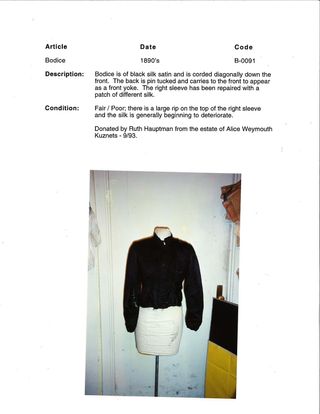 Article Date Code
Bodice 1890's B-0091
Description: Bodice is of black silk satin and is corded diagonally down the
front. The back is pin tucked and carries to the front to appear
as a front yoke. The right sleeve has been repaired with a
patch of different silk.
Condition: Fair / Poor; there is a large rip on the top of the right sleeve
and the silk is generally beginning to deteriorate.
Donated by Ruth Hauptman from the estate of Alice Weymouth
Kuznets - 9/93.